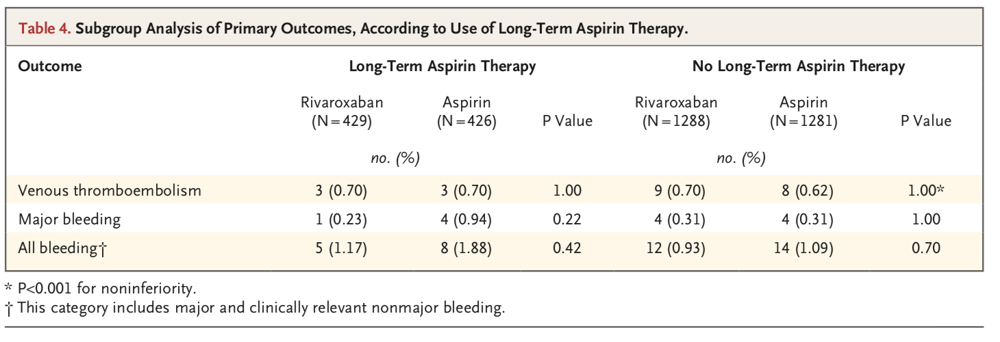 Table 4. Subgroup Analysis of Primary Outcomes, According to Use of Long-Term Aspirin Therapy.
Outcome Long-Term Aspirin Therapy No Long-Term Aspirin Therapy
Rivaroxaban (N=429) Aspirin (N=426) P Value Rivaroxaban (N=1288) Aspirin (N=1281) P Value
no. (%) no. (%)
Venous thromboembolism 3 (0.70) 3 (0.70) 1.00 9 (0.70) 8 (0.62) 1.00*
Major bleeding 1 (0.23) 4 (0.94) 0.22 4 (0.31) 4 (0.31) 1.00
All bleeding† 5 (1.17) 8 (1.88) 0.42 12 (0.93) 14 (1.09) 0.70
* P<0.001 for noninferiority.
† This category includes major and clinically relevant nonmajor bleeding.